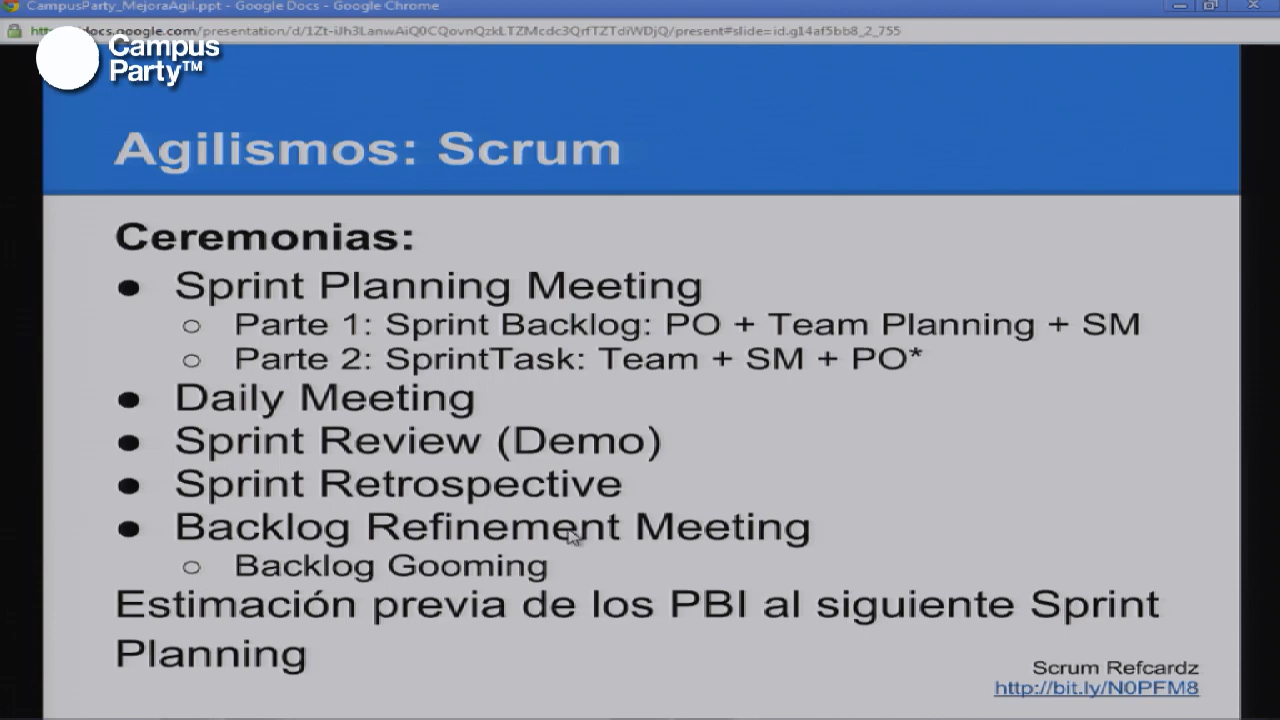 CampusParty_MejoraAgil.ppt - Google Docs - Google Chrome
docs.google.com/presentation/d/1Zt-iJh3LanwAiQ0CQovnQzkLTZMcdc3QrfTZTdiWDjQ/present#slide=id.g14af5bb8_2_755
Campus
Party™
Agilismos: Scrum
Ceremonias:
● Sprint Planning Meeting
○ Parte 1: Sprint Backlog: PO + Team Planning + SM
○ Parte 2: SprintTask: Team + SM + PO*
● Daily Meeting
● Sprint Review (Demo)
● Sprint Retrospective
● Backlog Refinement Meeting
○ Backlog Gooming
Estimación previa de los PBI al siguiente Sprint
Planning
Scrum Refcardz
http://bit.ly/N0PFM8